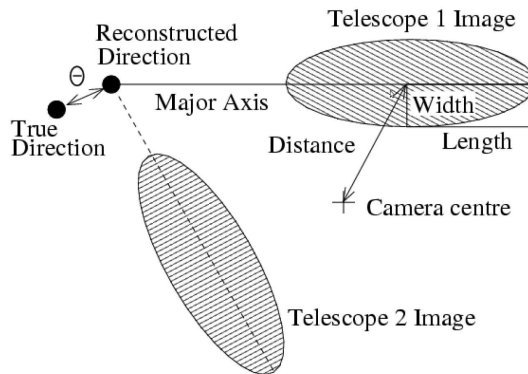 Telescope 1 Image
Reconstructed
Direction
Θ
Major Axis
Width
True
Direction
Distance
Length
Camera centre
Telescope 2 Image